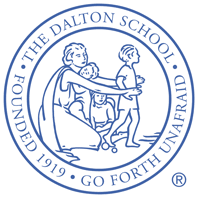 · THE DALTON SCHOOL ·
FOUNDED 1919 · GO FORTH UNAFRAID
®